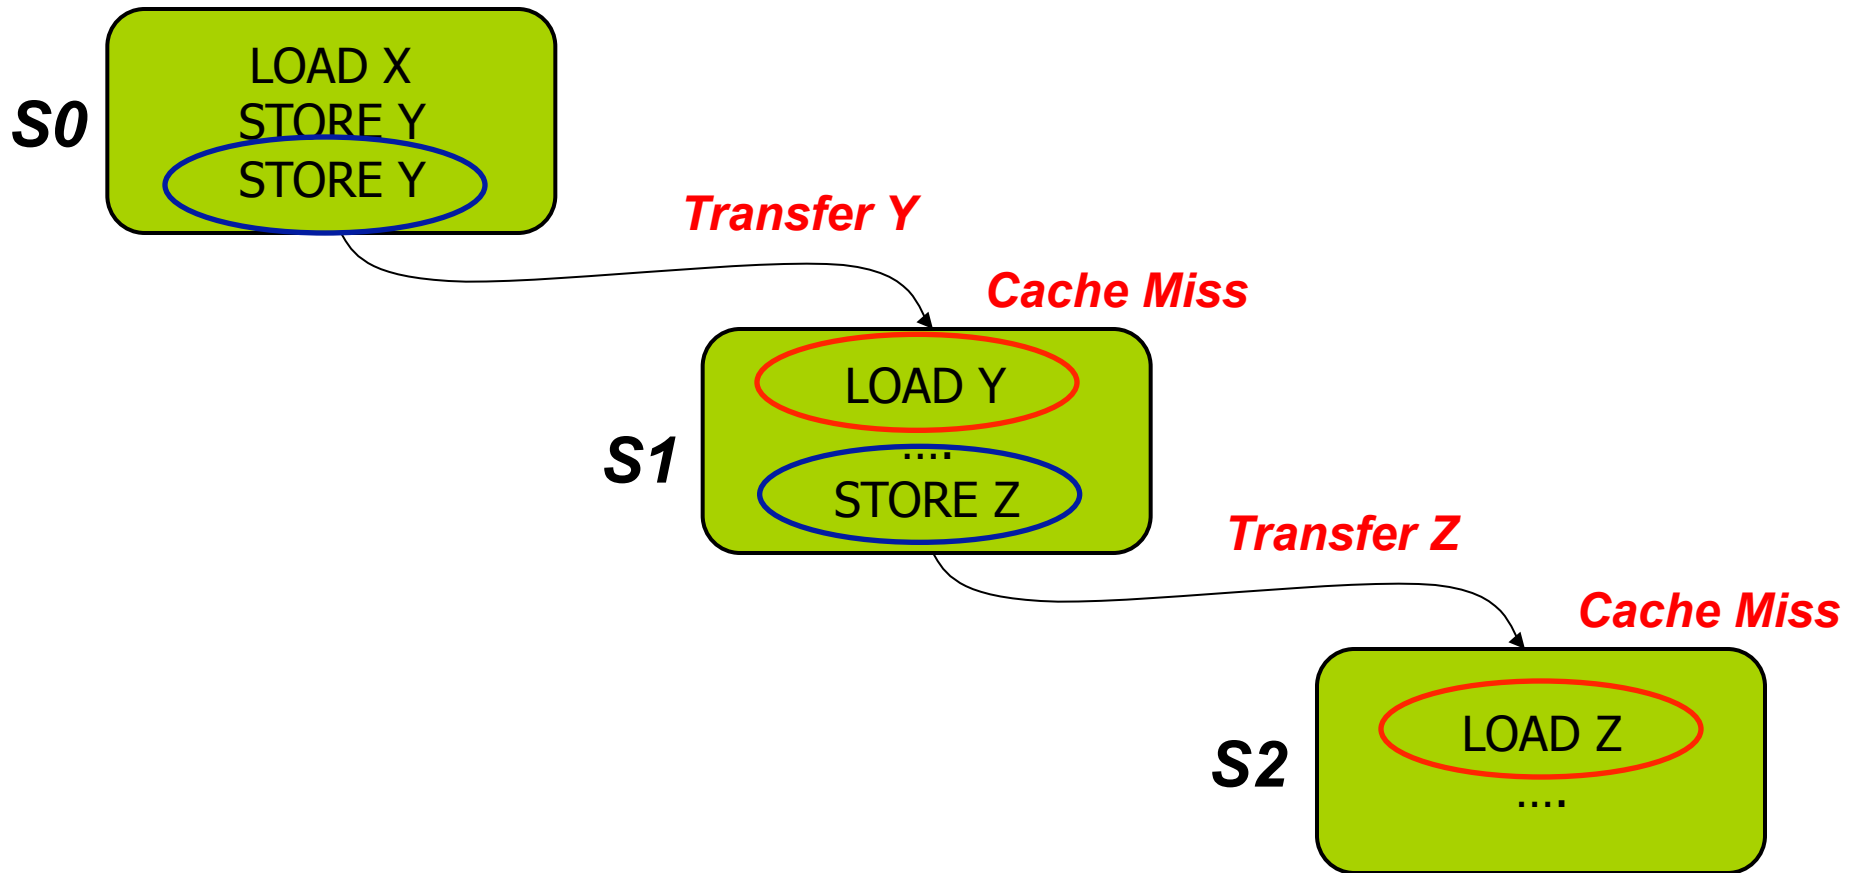 LOAD X
STORE Y
S0
STORE Y
Transfer Y
Cache Miss
LOAD Y
S1
....
STORE Z
Transfer Z
Cache Miss
LOAD Z
S2
....